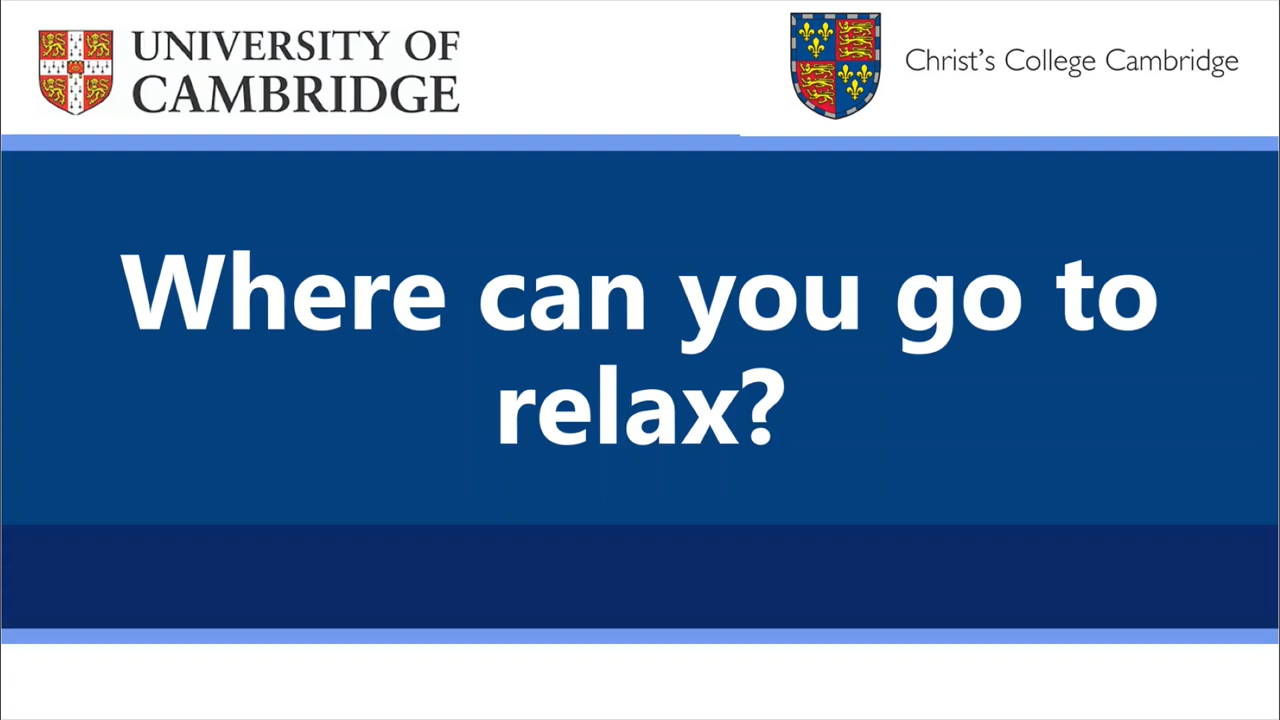 UNIVERSITY OF
CAMBRIDGE
Christ's College Cambridge
Where can you go to
relax?